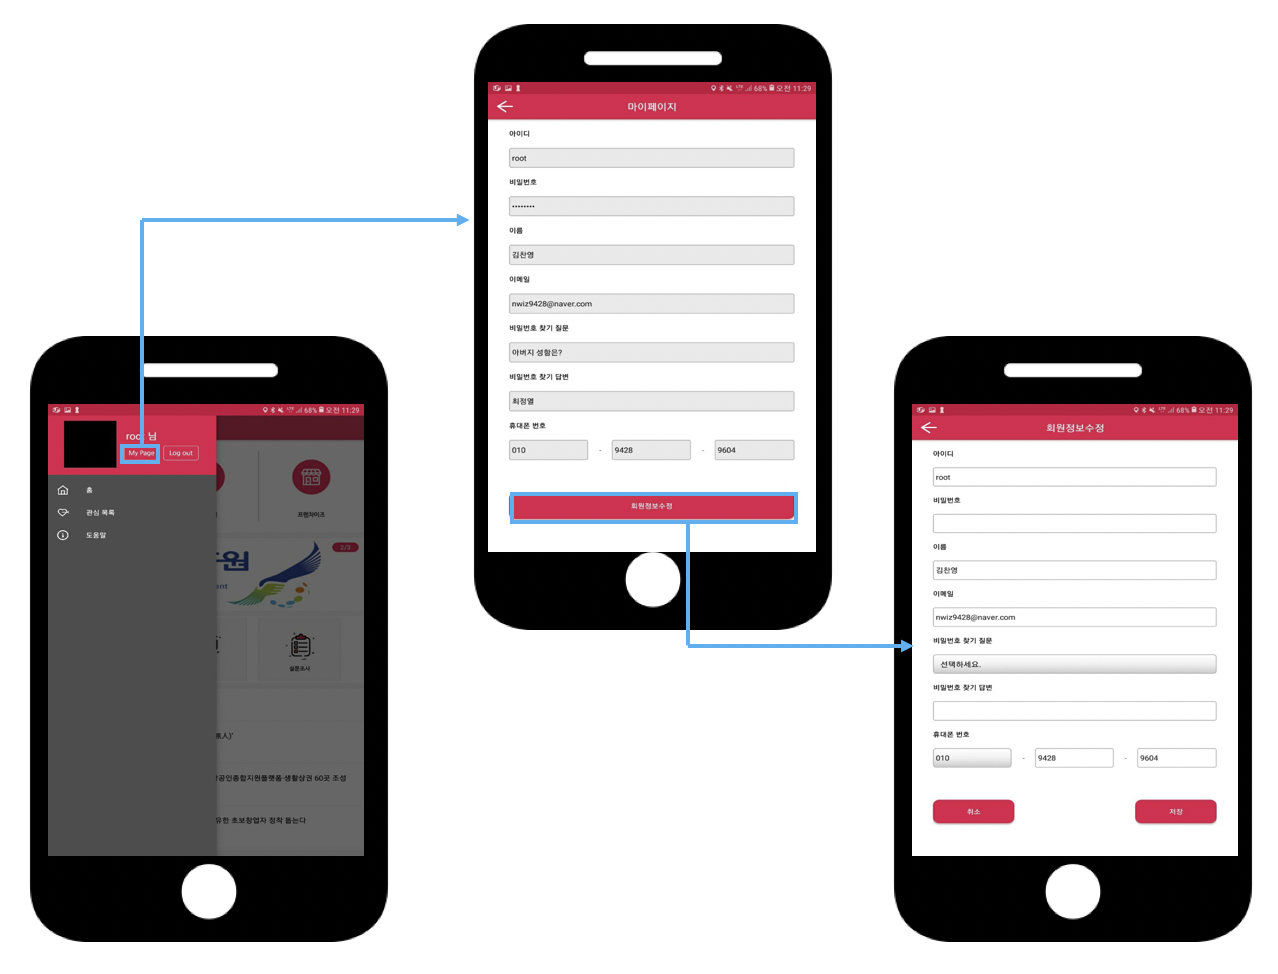 68% 오전 11:29
마이페이지
아이디
root
비밀번호
••••••••
이름
김찬영
이메일
nwiz9428@naver.com
비밀번호 찾기 질문
아버지 성함은?
비밀번호 찾기 답변
최정열
휴대폰 번호
010 - 9428 - 9604
회원정보수정
68% 오전 11:29
root 님
My Page Log out
홈
관심 목록
도움말
프랜차이즈
2/3
설문조사
人)'
공인종합지원플랫폼·생활상권 60곳 조성
유한 초보창업자 정착 돕는다
68% 오전 11:29
회원정보수정
아이디
root
비밀번호
이름
김찬영
이메일
nwiz9428@naver.com
비밀번호 찾기 질문
선택하세요.
비밀번호 찾기 답변
휴대폰 번호
010 - 9428 - 9604
취소 저장